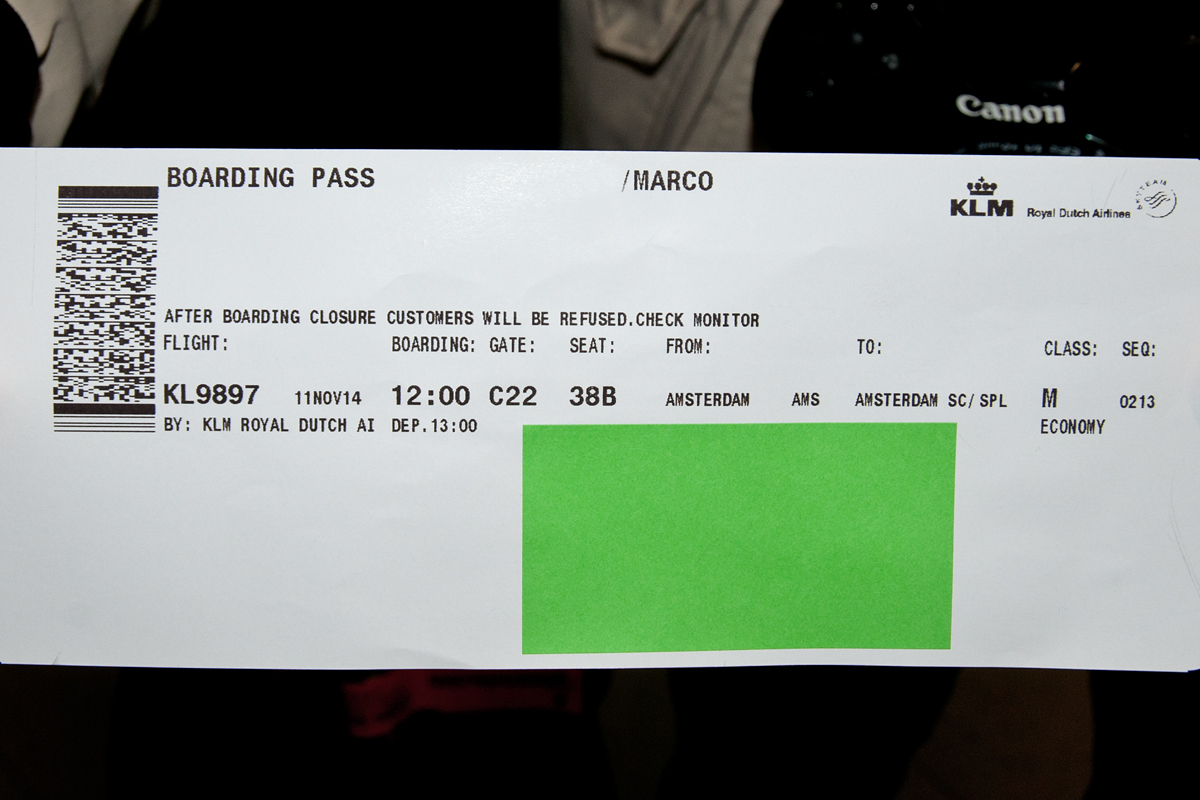 Canon
BOARDING PASS /MARCO
KLM Royal Dutch Airlines SKYTEAM
AFTER BOARDING CLOSURE CUSTOMERS WILL BE REFUSED.CHECK MONITOR
FLIGHT: BOARDING: GATE: SEAT: FROM: TO: CLASS: SEQ:
KL9897 11NOV14 12:00 C22 38B AMSTERDAM AMS AMSTERDAM SC/SPL M 0213
BY: KLM ROYAL DUTCH AI DEP.13:00 ECONOMY